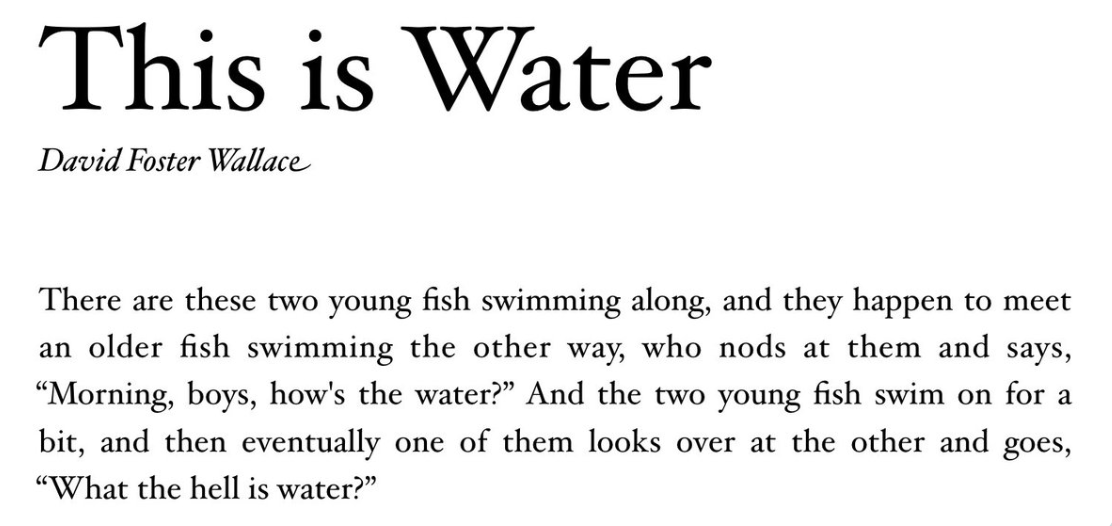 This is Water
David Foster Wallace
There are these two young fish swimming along, and they happen to meet
an older fish swimming the other way, who nods at them and says,
“Morning, boys, how's the water?” And the two young fish swim on for a
bit, and then eventually one of them looks over at the other and goes,
“What the hell is water?”